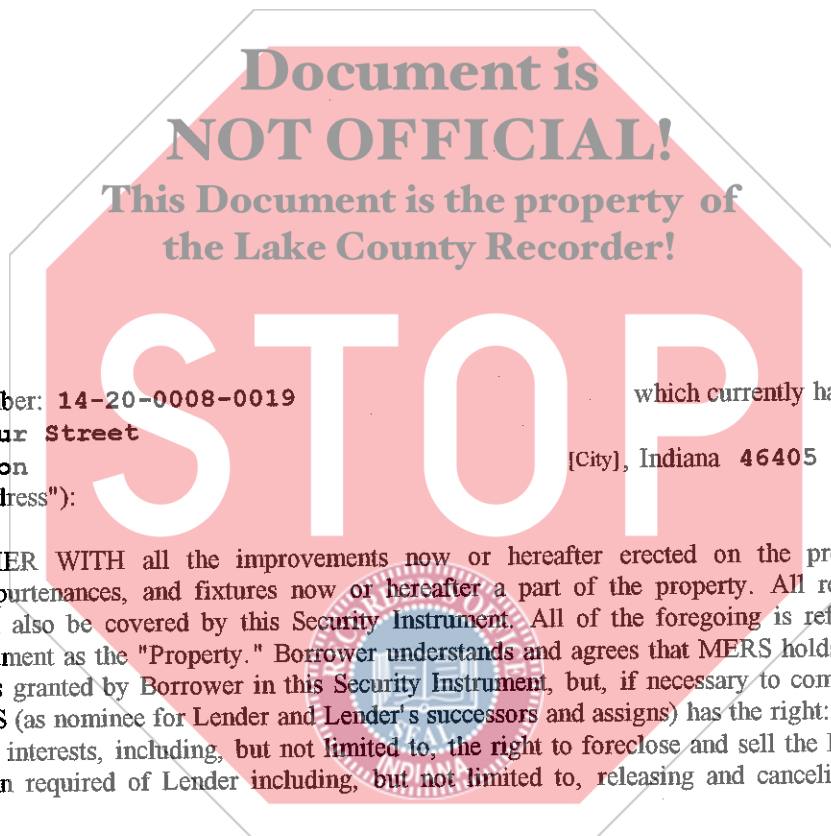 Document is
NOT OFFICIAL!
This Document is the property of
the Lake County Recorder!
STOP
ber: 14-20-0008-0019 which currently ha
ur Street
on [City], Indiana 46405
dress"):
ER WITH all the improvements now or hereafter erected on the pr
purtenances, and fixtures now or hereafter a part of the property. All re
also be covered by this Security Instrument. All of the foregoing is ref
ment as the "Property." Borrower understands and agrees that MERS holds
s granted by Borrower in this Security Instrument, but, if necessary to com
S (as nominee for Lender and Lender's successors and assigns) has the right:
interests, including, but not limited to, the right to foreclose and sell the
n required of Lender including, but not limited to, releasing and canceli
SEAL
INDIANA